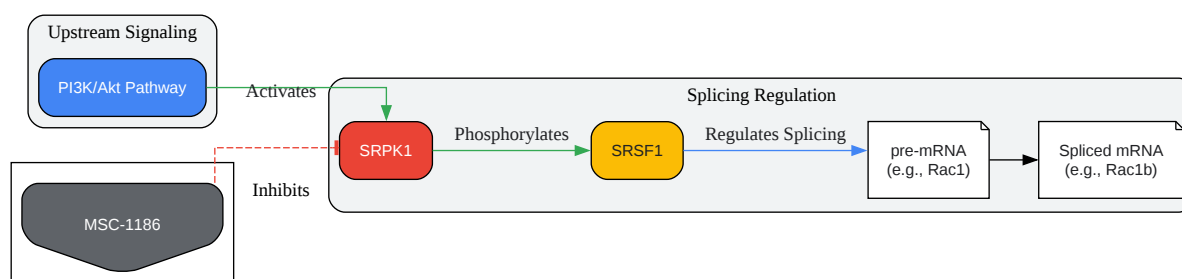 Upstream Signaling
PI3K/Akt Pathway
Activates
Splicing Regulation
SRPK1
Phosphorylates
SRSF1
Regulates Splicing
pre-mRNA
(e.g., Rac1)
Spliced mRNA
(e.g., Rac1b)
Inhibits
MSC-1186